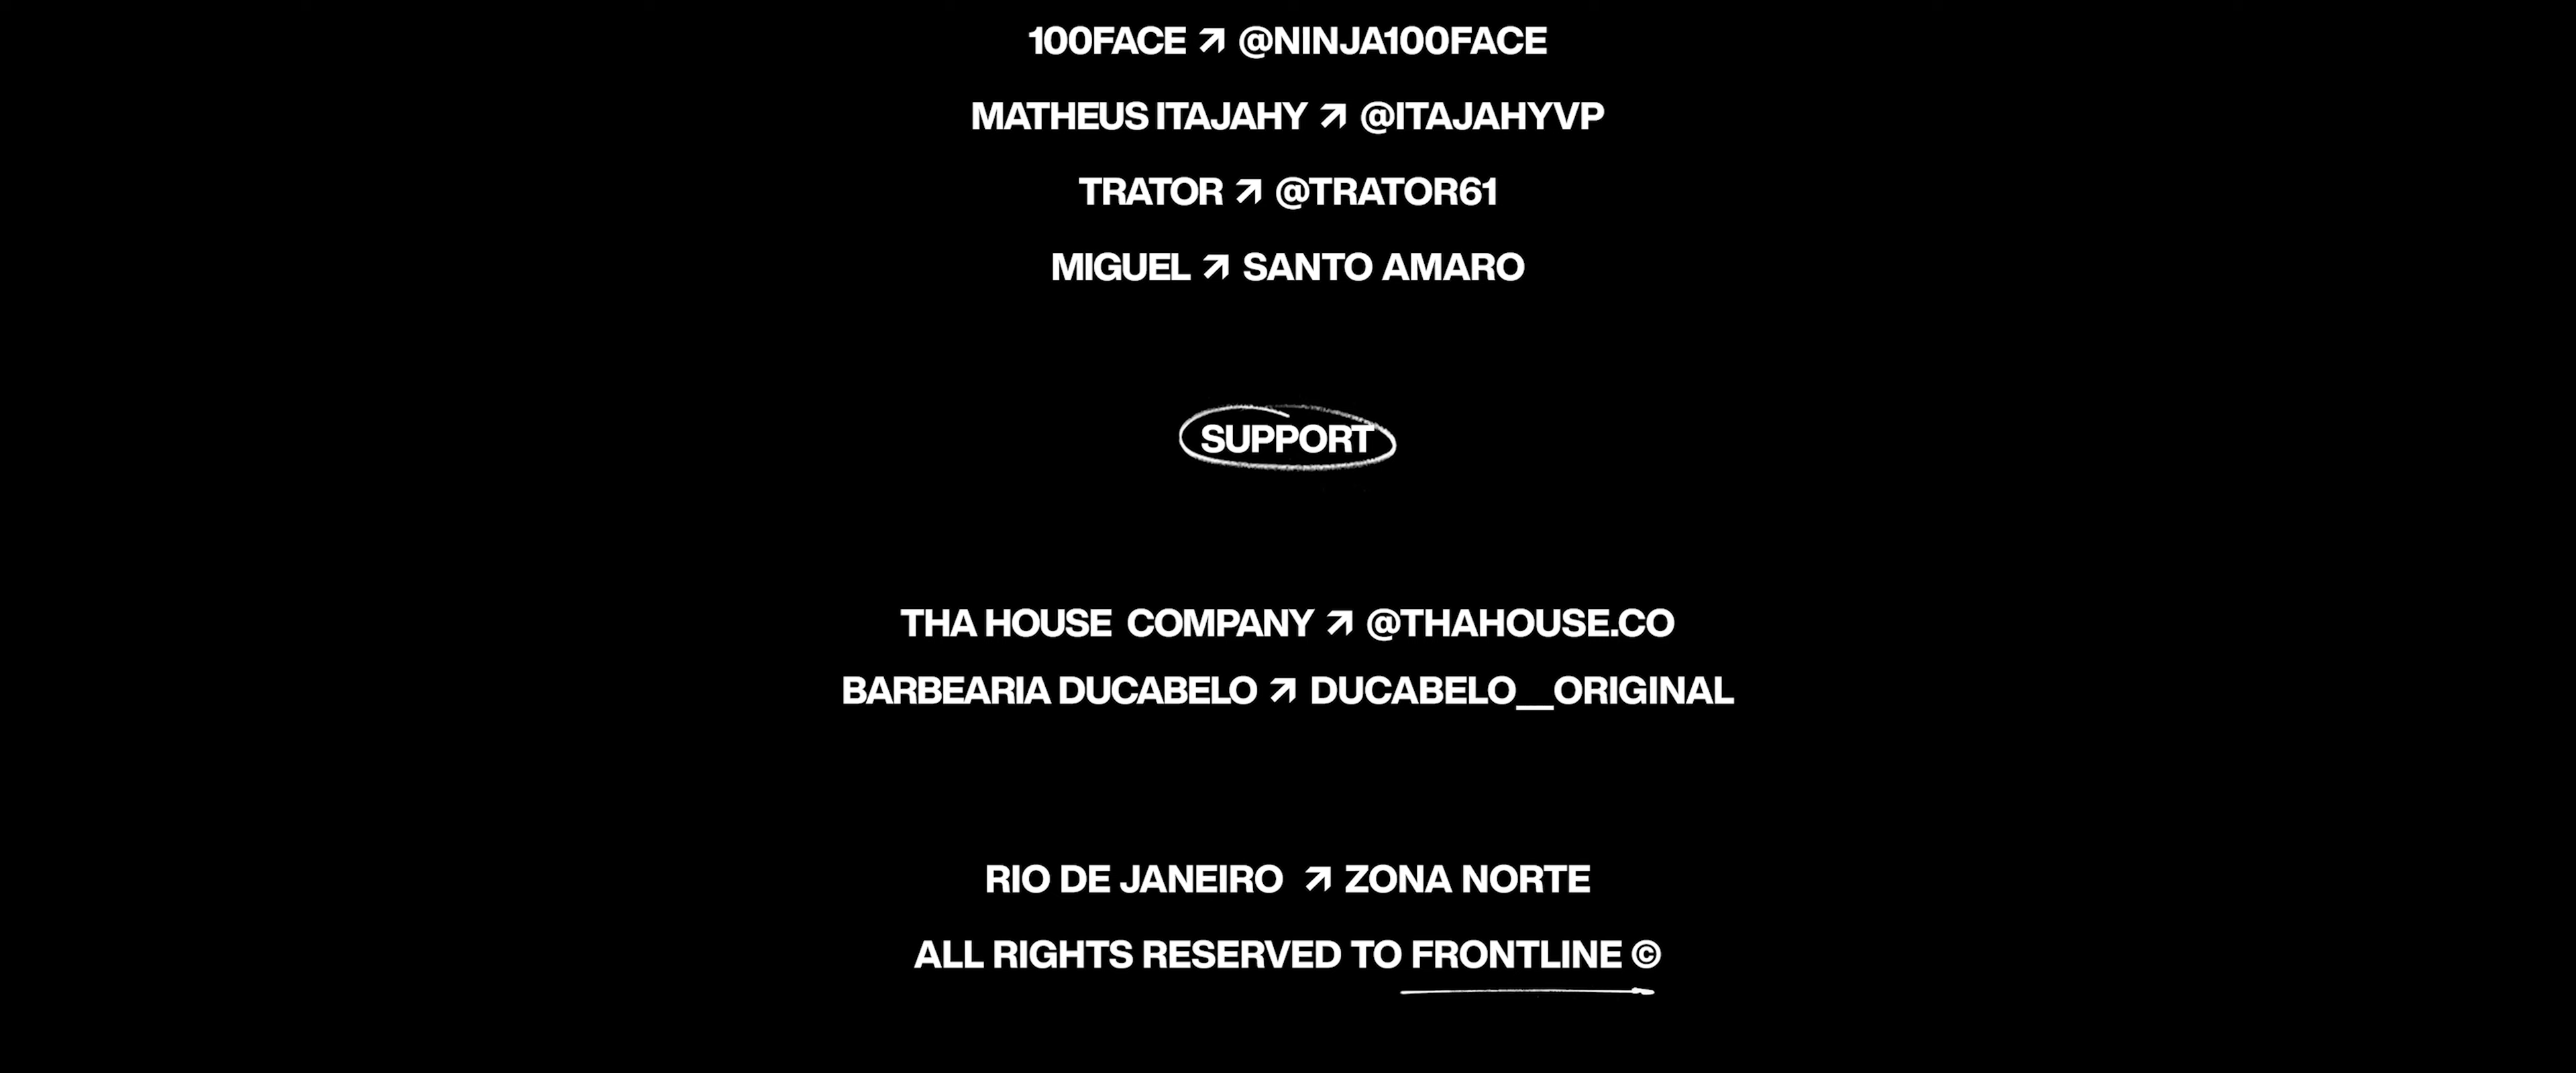 100FACE ↗ @NINJA100FACE
MATHEUS ITAJAHY ↗ @ITAJAHYVP
TRATOR ↗ @TRATOR61
MIGUEL ↗ SANTO AMARO
SUPPORT
THA HOUSE COMPANY ↗ @THAHOUSE.CO
BARBEARIA DUCABELO ↗ DUCABELO__ORIGINAL
RIO DE JANEIRO ↗ ZONA NORTE
ALL RIGHTS RESERVED TO FRONTLINE ©